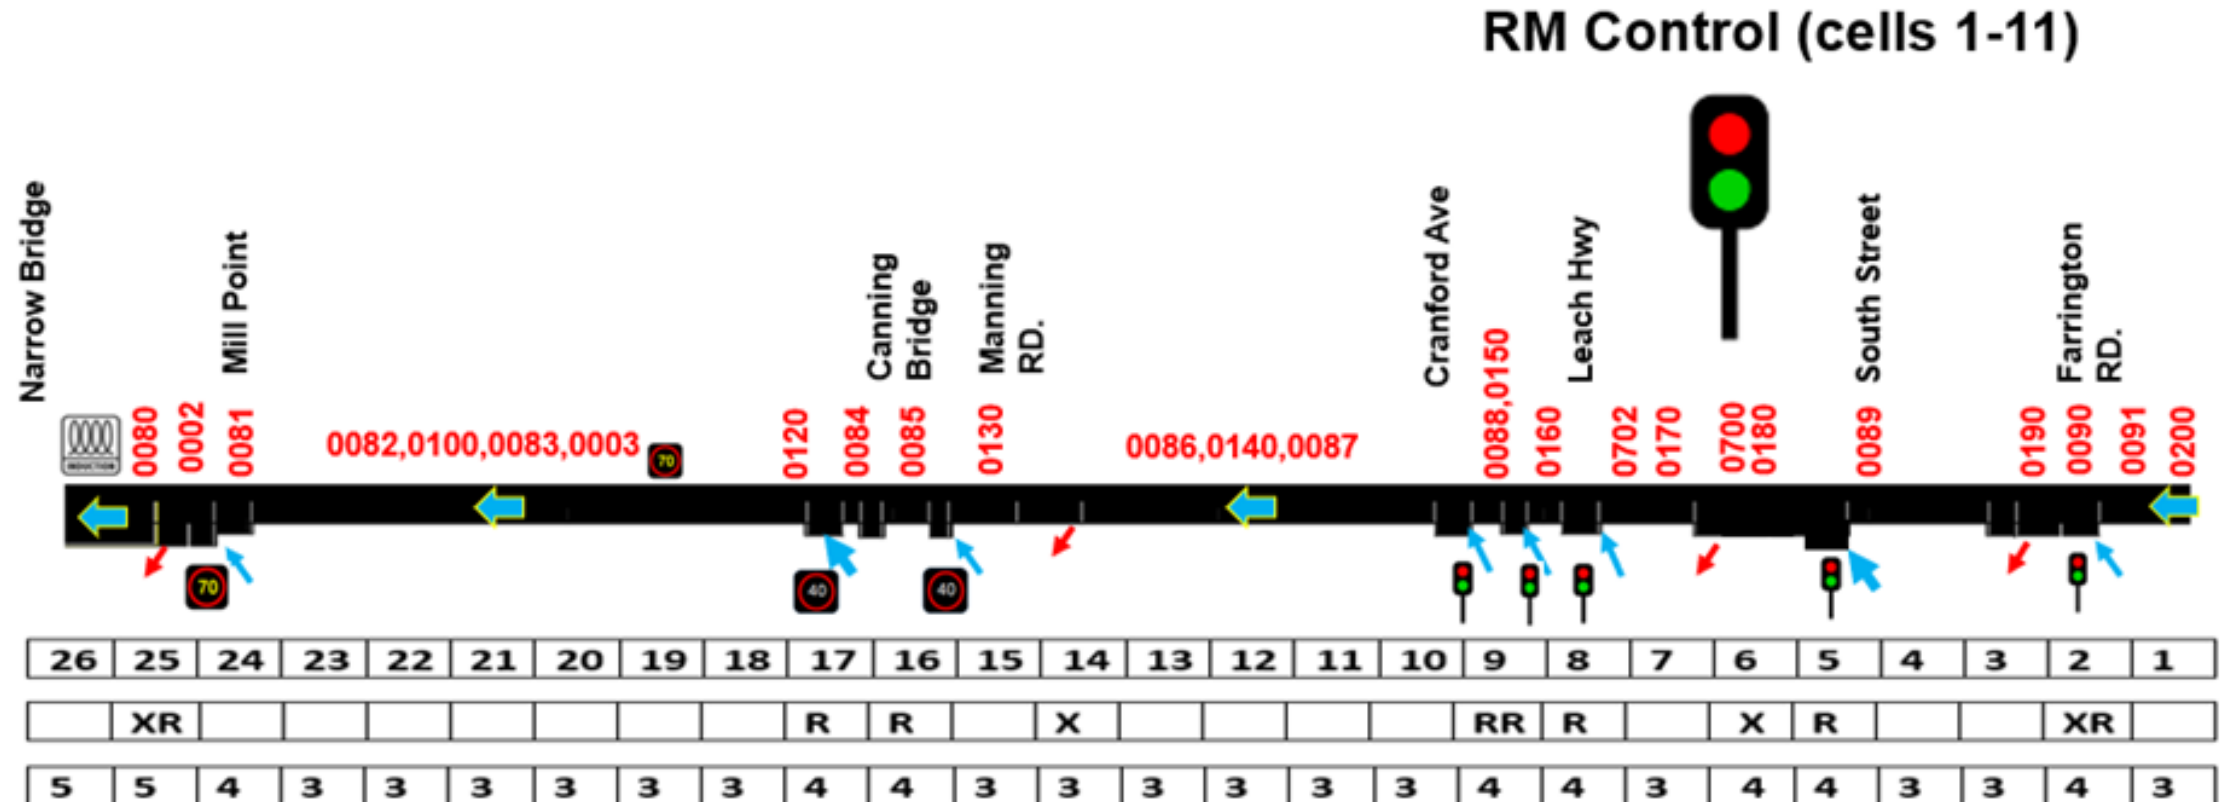 RM Control (cells 1-11)
Narrow Bridge
Mill Point
Canning
Bridge
Manning
RD.
Cranford Ave
Leach Hwy
South Street
Farrington
RD.
INDUCTION
0080
0002
0081
0082,0100,0083,0003
70
0120
0084
0085
0130
0086,0140,0087
0088,0150
0160
0702
0170
0700
0180
0089
0190
0090
0091
0200
70
40
40
26 25 24 23 22 21 20 19 18 17 16 15 14 13 12 11 10 9 8 7 6 5 4 3 2 1
XR R R X RR R X R XR
5 5 4 3 3 3 3 3 3 4 4 3 3 3 3 3 3 4 4 3 4 4 3 3 4 3